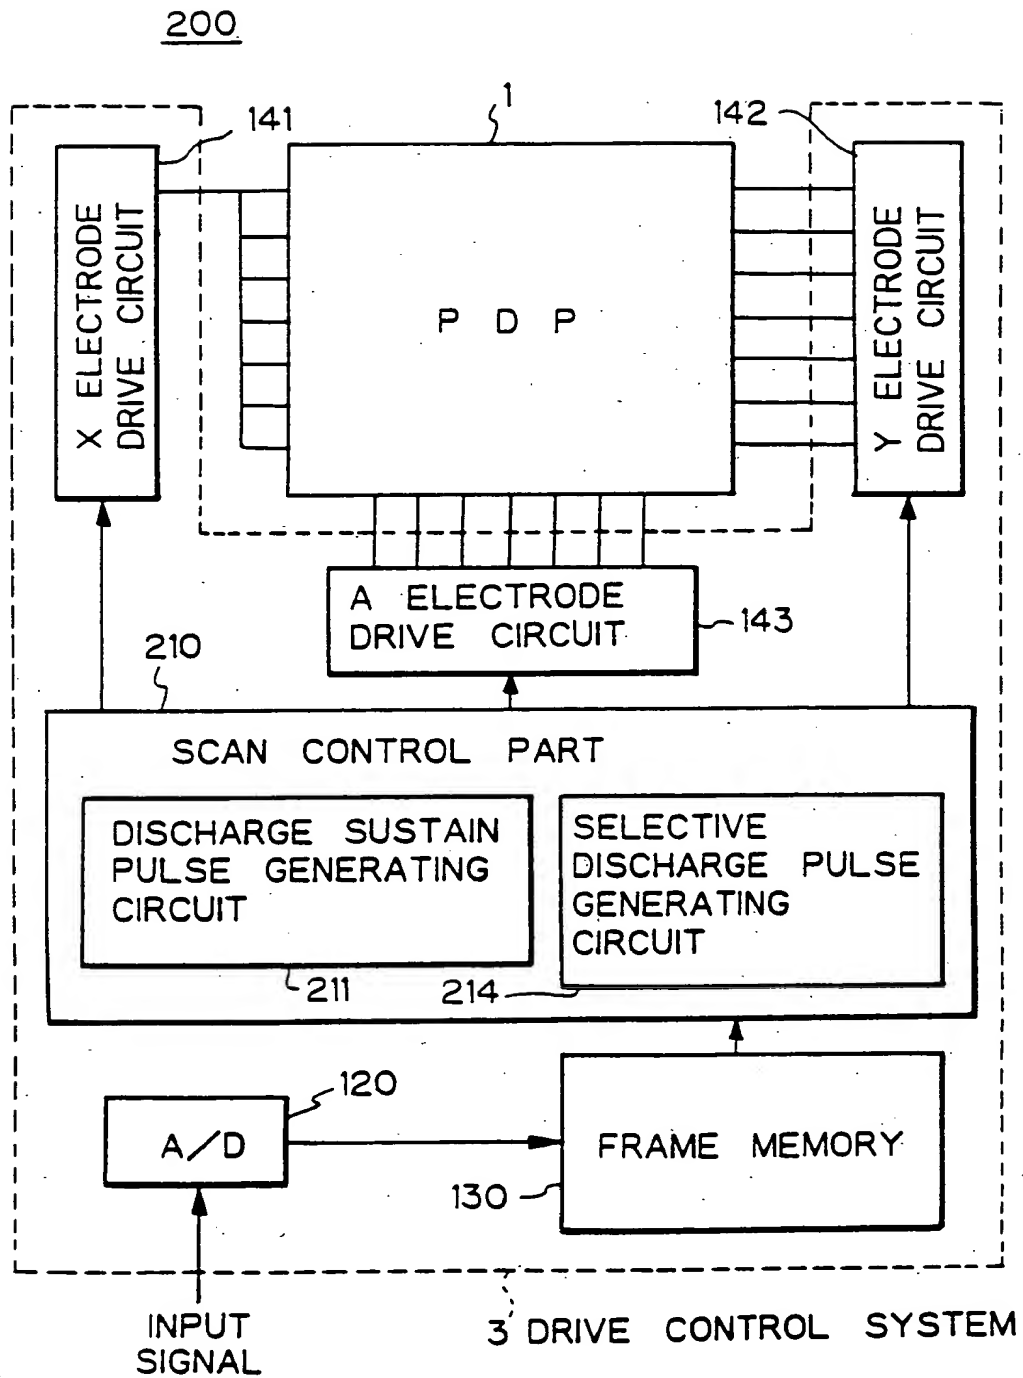 200
141
1
142
X ELECTRODE
DRIVE CIRCUIT
P D P
Y ELECTRODE
DRIVE CIRCUIT
A ELECTRODE
DRIVE CIRCUIT
143
210
SCAN CONTROL PART
DISCHARGE SUSTAIN
PULSE GENERATING
CIRCUIT
211
SELECTIVE
DISCHARGE PULSE
GENERATING
CIRCUIT
214
120
A/D
FRAME MEMORY
130
INPUT
SIGNAL
3 DRIVE CONTROL SYSTEM